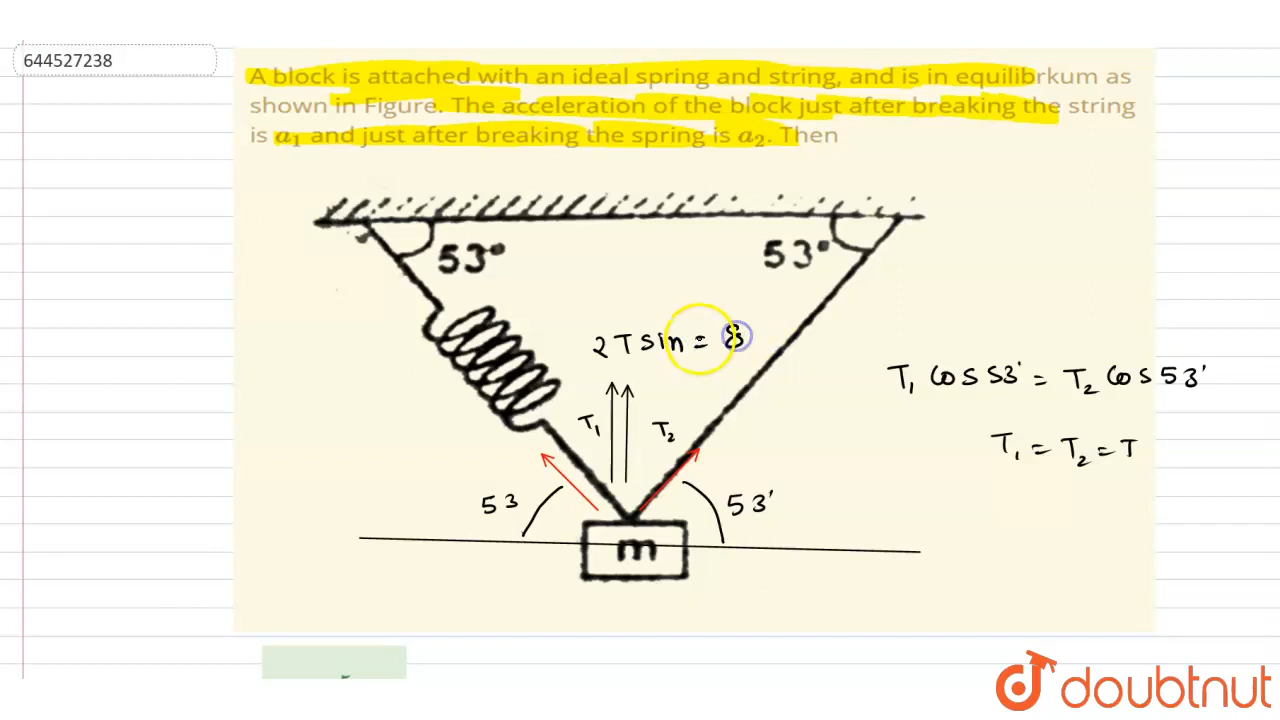 644527238
A block is attached with an ideal spring and string, and is in equilibrkum as
shown in Figure. The acceleration of the block just after breaking the string
is a₁ and just after breaking the spring is a₂. Then
53° 53°
2T sin = 8
T₁ cos 53° = T₂ cos 53°
T₁ T₂
T₁ = T₂ = T
53 53°
m
doubtnut